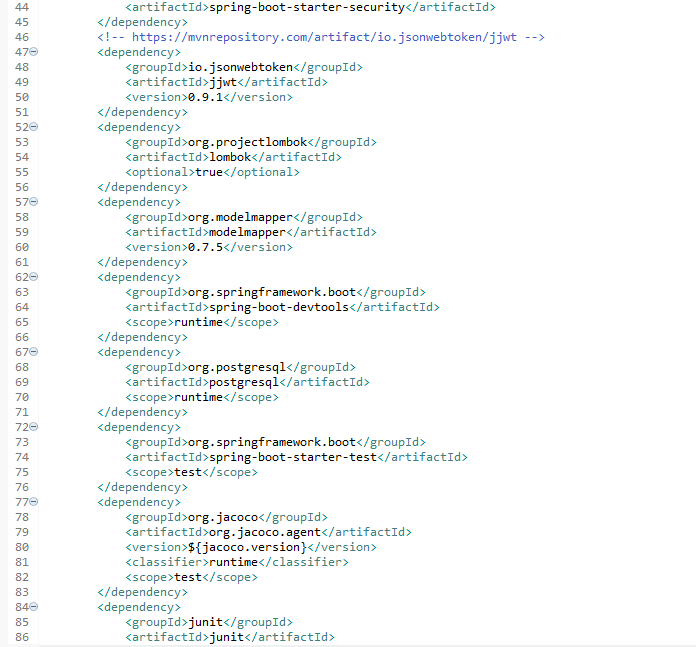 44 <artifactId>spring-boot-starter-security</artifactId>
45 </dependency>
46 <!-- https://mvnrepository.com/artifact/io.jsonwebtoken/jjwt -->
47 <dependency>
48 <groupId>io.jsonwebtoken</groupId>
49 <artifactId>jjwt</artifactId>
50 <version>0.9.1</version>
51 </dependency>
52 <dependency>
53 <groupId>org.projectlombok</groupId>
54 <artifactId>lombok</artifactId>
55 <optional>true</optional>
56 </dependency>
57 <dependency>
58 <groupId>org.modelmapper</groupId>
59 <artifactId>modelmapper</artifactId>
60 <version>0.7.5</version>
61 </dependency>
62 <dependency>
63 <groupId>org.springframework.boot</groupId>
64 <artifactId>spring-boot-devtools</artifactId>
65 <scope>runtime</scope>
66 </dependency>
67 <dependency>
68 <groupId>org.postgresql</groupId>
69 <artifactId>postgresql</artifactId>
70 <scope>runtime</scope>
71 </dependency>
72 <dependency>
73 <groupId>org.springframework.boot</groupId>
74 <artifactId>spring-boot-starter-test</artifactId>
75 <scope>test</scope>
76 </dependency>
77 <dependency>
78 <groupId>org.jacoco</groupId>
79 <artifactId>org.jacoco.agent</artifactId>
80 <version>${jacoco.version}</version>
81 <classifier>runtime</classifier>
82 <scope>test</scope>
83 </dependency>
84 <dependency>
85 <groupId>junit</groupId>
86 <artifactId>junit</artifactId>